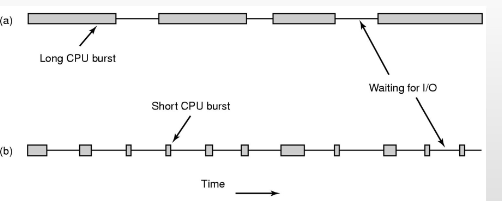 (a)
Long CPU burst
Waiting for I/O
Short CPU burst
(b)
Time